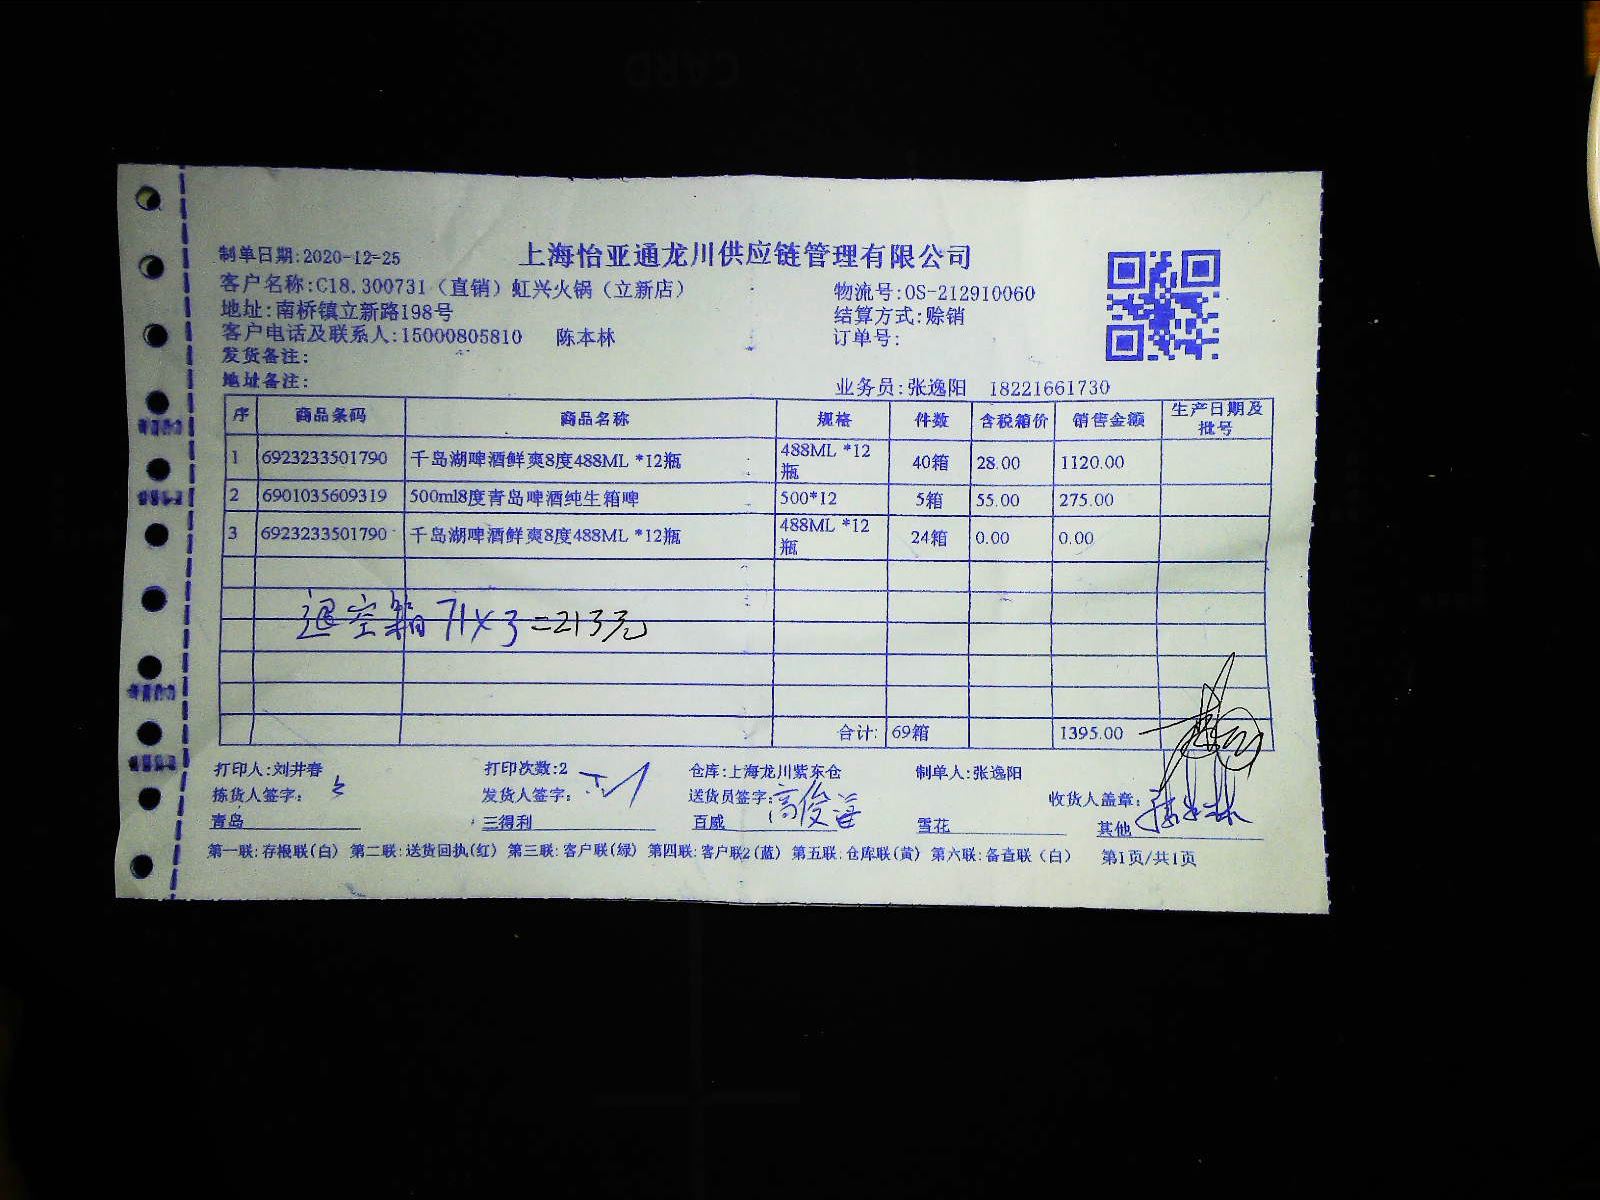 CARD
制单日期:2020-12-25
上海怡亚通龙川供应链管理有限公司
客户名称:C18.300731（直销）虹兴火锅（立新店）
物流号:OS-212910060
地址:南桥镇立新路198号
结算方式:赊销
客户电话及联系人:15000805810 陈本林
订单号:
发货备注:
地址备注:
业务员:张逸阳 18221661730
序 商品条码 商品名称 规格 件数 含税箱价 销售金额 生产日期及批号
1 6923233501790 千岛湖啤酒鲜爽8度488ML *12瓶 488ML *12瓶 40箱 28.00 1120.00
2 6901035609319 500ml8度青岛啤酒纯生箱啤 500*12 5箱 55.00 275.00
3 6923233501790 千岛湖啤酒鲜爽8度488ML *12瓶 488ML *12瓶 24箱 0.00 0.00
退空箱71×3=213元
合计: 69箱 1395.00
打印人:刘井春 打印次数:2 仓库:上海龙川紫东仓 制单人:张逸阳
拣货人签字: 发货人签字: 送货员签字: 收货人盖章:
青岛 三得利 百威 雪花 其他
第一联:存根联(白) 第二联:送货回执(红) 第三联:客户联(绿) 第四联:客户联2(蓝) 第五联:仓库联(黄) 第六联:备查联（白） 第1页/共1页